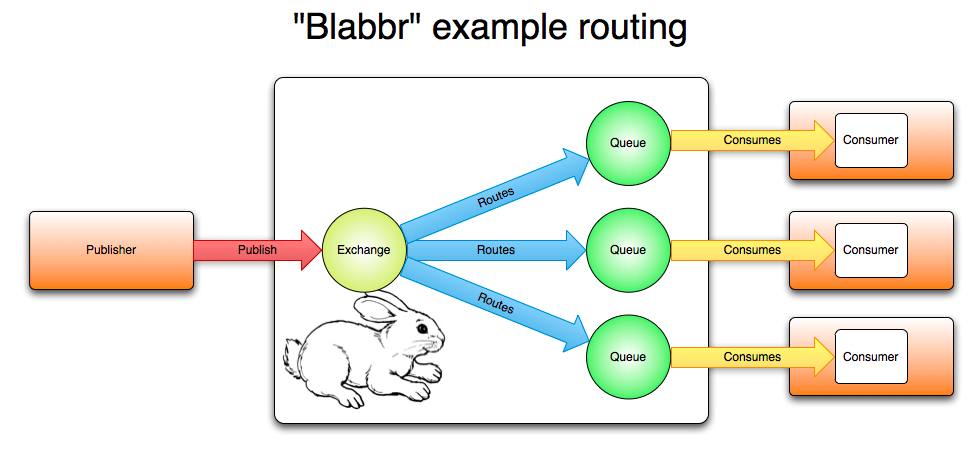 "Blabbr" example routing
Publisher
Publish
Exchange
Routes
Routes
Routes
Queue
Queue
Queue
Consumes
Consumes
Consumes
Consumer
Consumer
Consumer